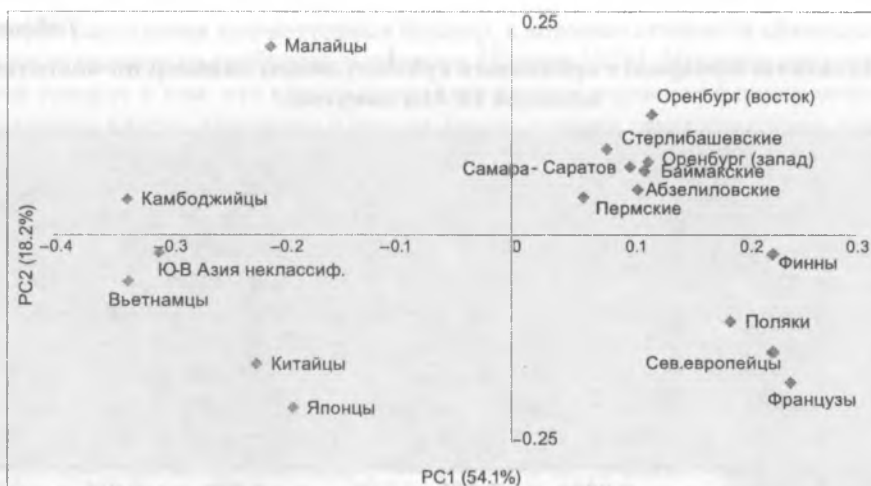 0.25
Малайцы
Оренбург (восток)
Стерлибашевские
Самара- Саратов
Оренбург (запад)
Баймакские
Абзелиловские
Пермские
Камбоджийцы
-0.4
-0.3
-0.2
-0.1
0
0.1
0.2
0.3
PC2 (18.2%)
Ю-В Азия неклассиф.
Вьетнамцы
Финны
Поляки
Сев.европейцы
Французы
Китайцы
Японцы
-0.25
PC1 (54.1%)